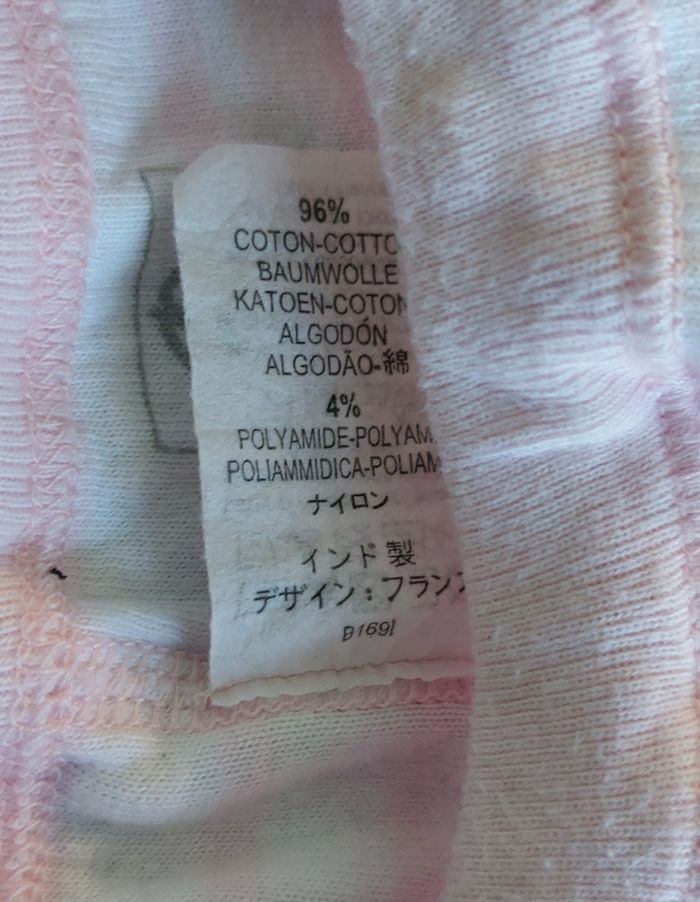 96%
COTON-COTTO
BAUMWOLLE
KATOEN-COTON
ALGODÓN
ALGODÃO-綿
4%
POLYAMIDE-POLYAM
POLIAMMIDICA-POLIAM
ナイロン
インド製
デザイン：フランス
B169I